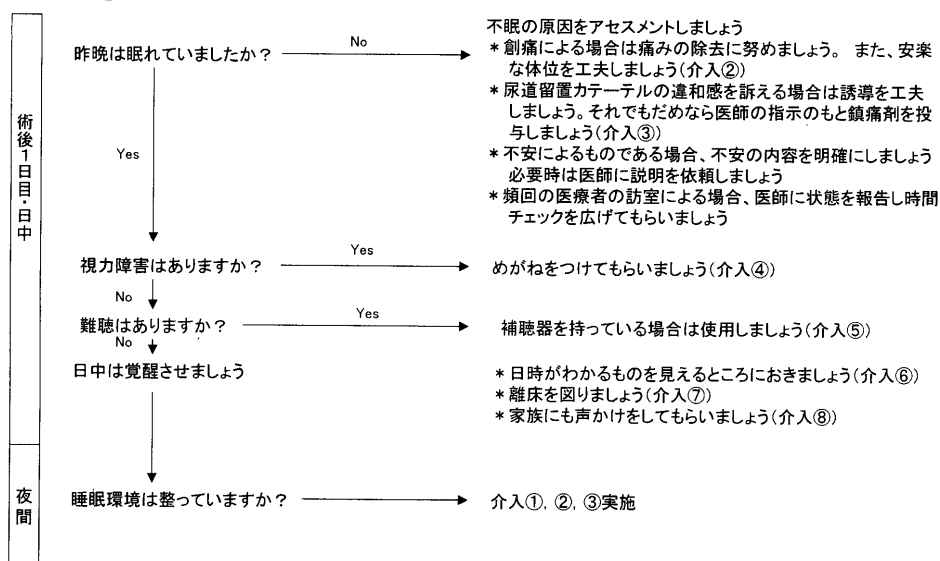 術後1日目・日中
昨晩は眠れていましたか？
No
不眠の原因をアセスメントしましょう
＊創痛による場合は痛みの除去に努めましょう。 また、安楽
な体位を工夫しましょう（介入②）
＊尿道留置カテーテルの違和感を訴える場合は誘導を工夫
しましょう。それでもだめなら医師の指示のもと鎮痛剤を投
与しましょう（介入③）
＊不安によるものである場合、不安の内容を明確にしましょう
必要時は医師に説明を依頼しましょう
＊頻回の医療者の訪室による場合、医師に状態を報告し時間
チェックを広げてもらいましょう
Yes
視力障害はありますか？
Yes
めがねをつけてもらいましょう（介入④）
No
難聴はありますか？
Yes
補聴器を持っている場合は使用しましょう（介入⑤）
No
日中は覚醒させましょう
＊日時がわかるものを見えるところにおきましょう（介入⑥）
＊離床を図りましょう（介入⑦）
＊家族にも声かけをしてもらいましょう（介入⑧）
夜間
睡眠環境は整っていますか？
介入①, ②, ③実施